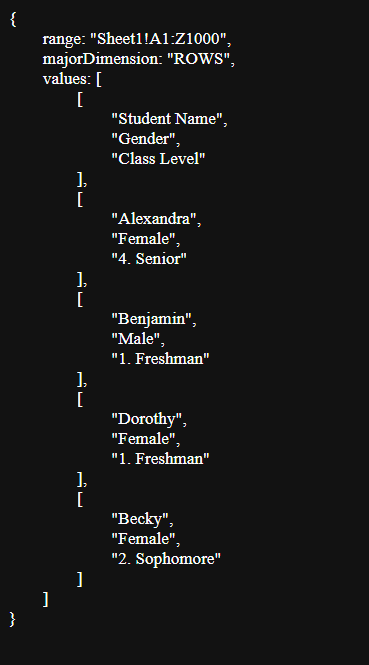 {
range: "Sheet1!A1:Z1000",
majorDimension: "ROWS",
values: [
[
"Student Name",
"Gender",
"Class Level"
],
[
"Alexandra",
"Female",
"4. Senior"
],
[
"Benjamin",
"Male",
"1. Freshman"
],
[
"Dorothy",
"Female",
"1. Freshman"
],
[
"Becky",
"Female",
"2. Sophomore"
]
]
}